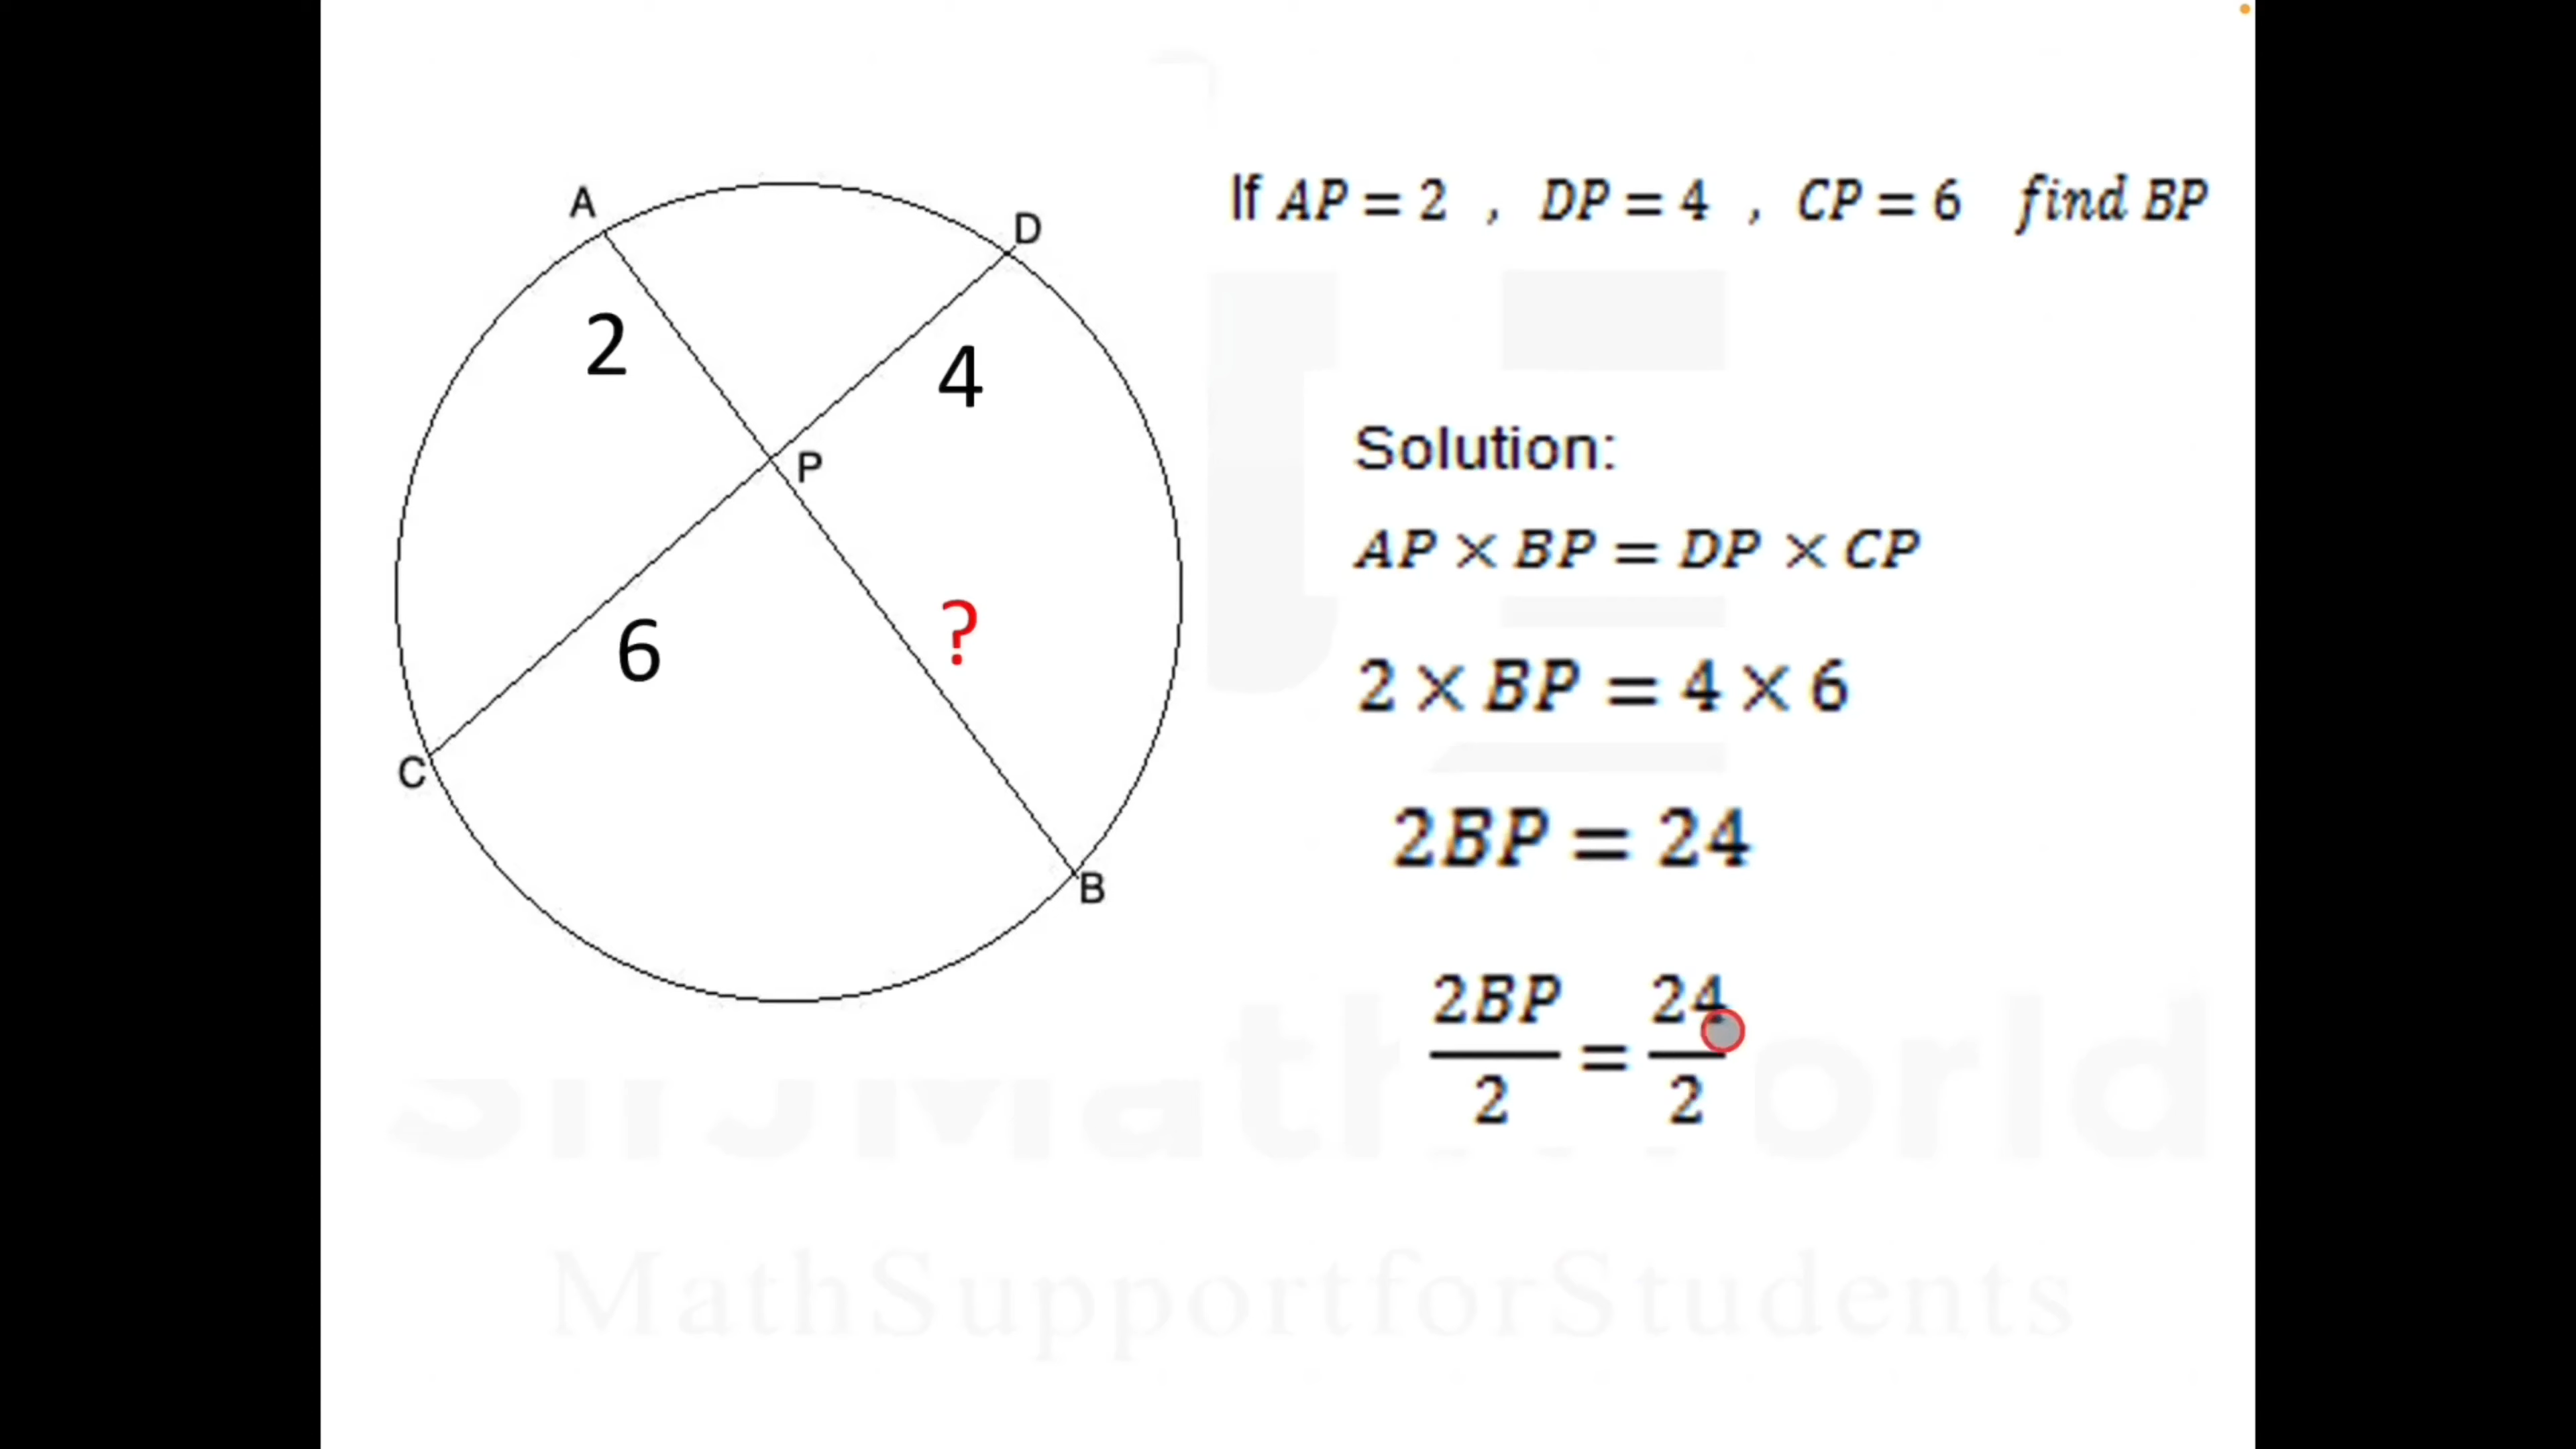 If AP = 2 , DP = 4 , CP = 6 find BP
A
D
2
4
P
Solution:
AP × BP = DP × CP
?
6
2 × BP = 4 × 6
C
2BP = 24
B
2BP/2 = 24/2
MathSupportforStudents